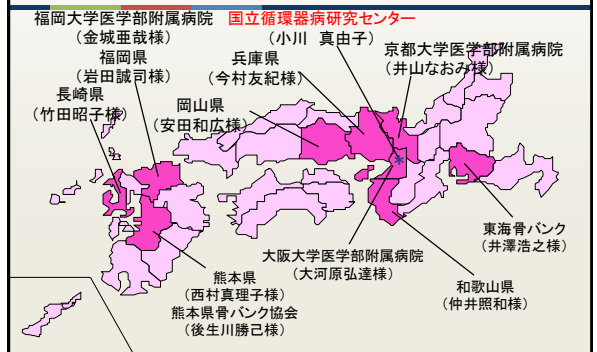 福岡大学医学部附属病院
（金城亜哉様）
国立循環器病研究センター
（小川　真由子）
福岡県
（岩田誠司様）
兵庫県
（今村友紀様）
京都大学医学部附属病院
（井山なおみ様）
長崎県
（竹田昭子様）
岡山県
（安田和広様）
*
東海骨バンク
（井澤浩之様）
大阪大学医学部附属病院
（大河原弘達様）
和歌山県
（仲井照和様）
熊本県
（西村真理子様）
熊本県骨バンク協会
（後生川勝己様）